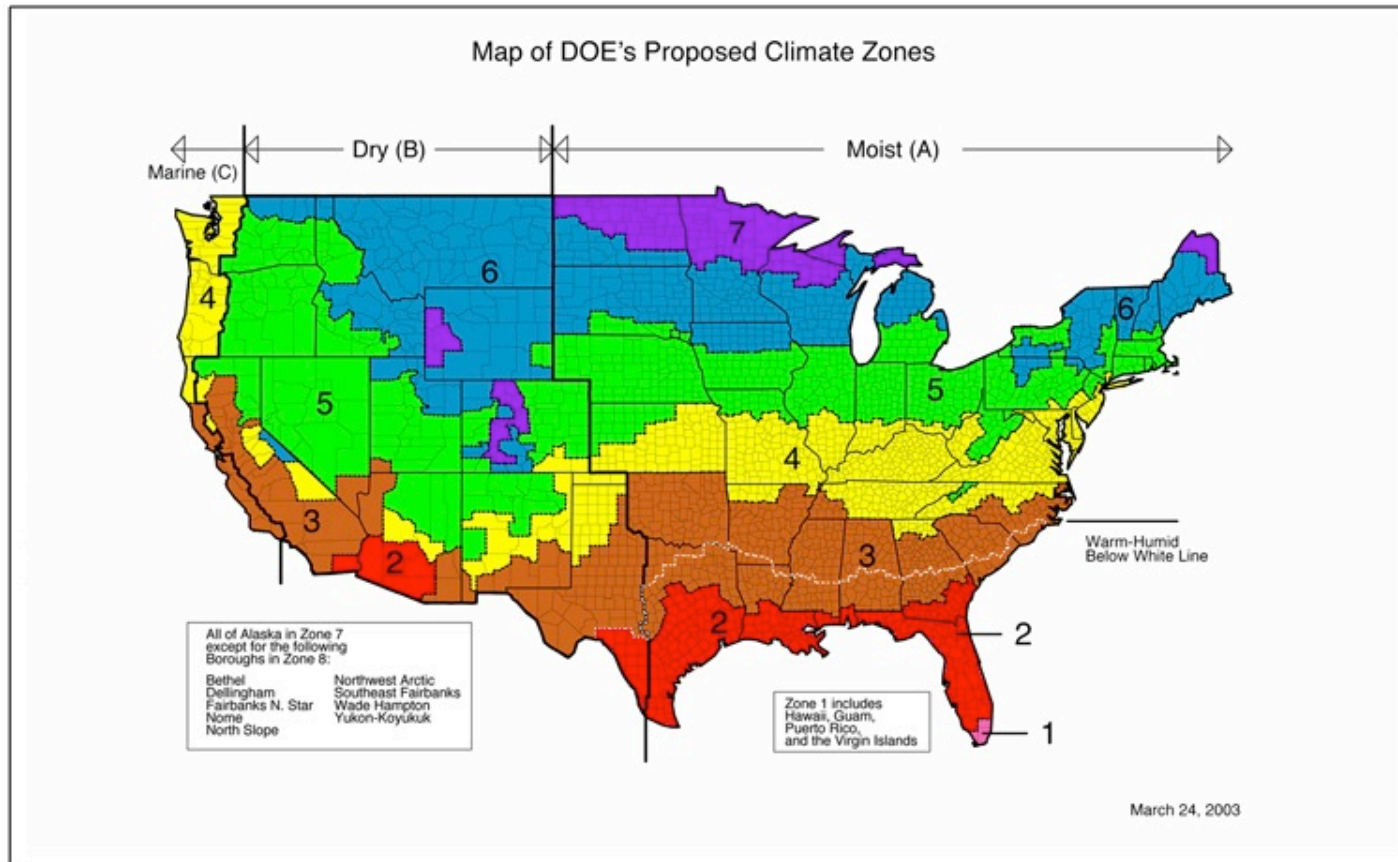 Map of DOE's Proposed Climate Zones
Marine (C)
Dry (B)
Moist (A)
7
6
6
4
5
5
4
3
3
Warm-Humid
Below White Line
2
2
2
All of Alaska in Zone 7
except for the following
Boroughs in Zone 8:
Bethel
Dellingham
Fairbanks N. Star
Nome
North Slope
Northwest Arctic
Southeast Fairbanks
Wade Hampton
Yukon-Koyukuk
Zone 1 includes
Hawaii, Guam,
Puerto Rico,
and the Virgin Islands
1
March 24, 2003